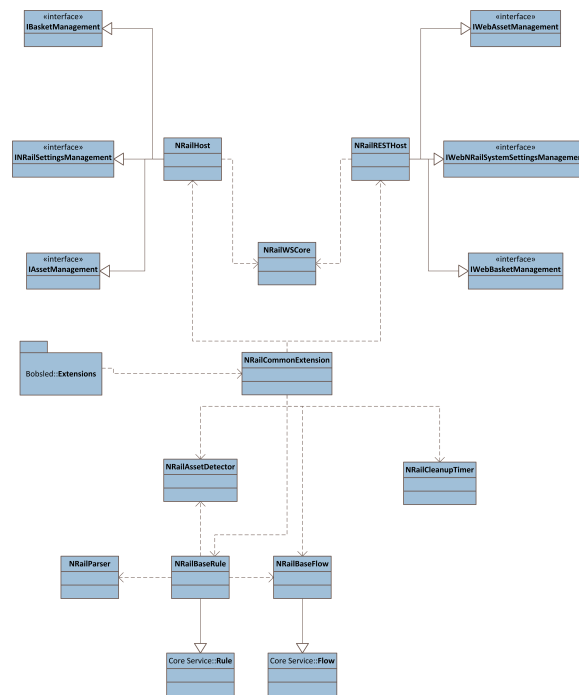 «interface»
IBasketManagement
«interface»
IWebAssetManagement
«interface»
INRailSettingsManagement
NRailHost
NRailRESTHost
«interface»
IWebNRailSystemSettingsManagemen
«interface»
IAssetManagement
NRailWSCore
«interface»
IWebBasketManagement
NRailCommonExtension
Bobsled::Extensions
NRailAssetDetector
NRailCleanupTimer
NRailParser
NRailBaseRule
NRailBaseFlow
Core Service::Rule
Core Service::Flow